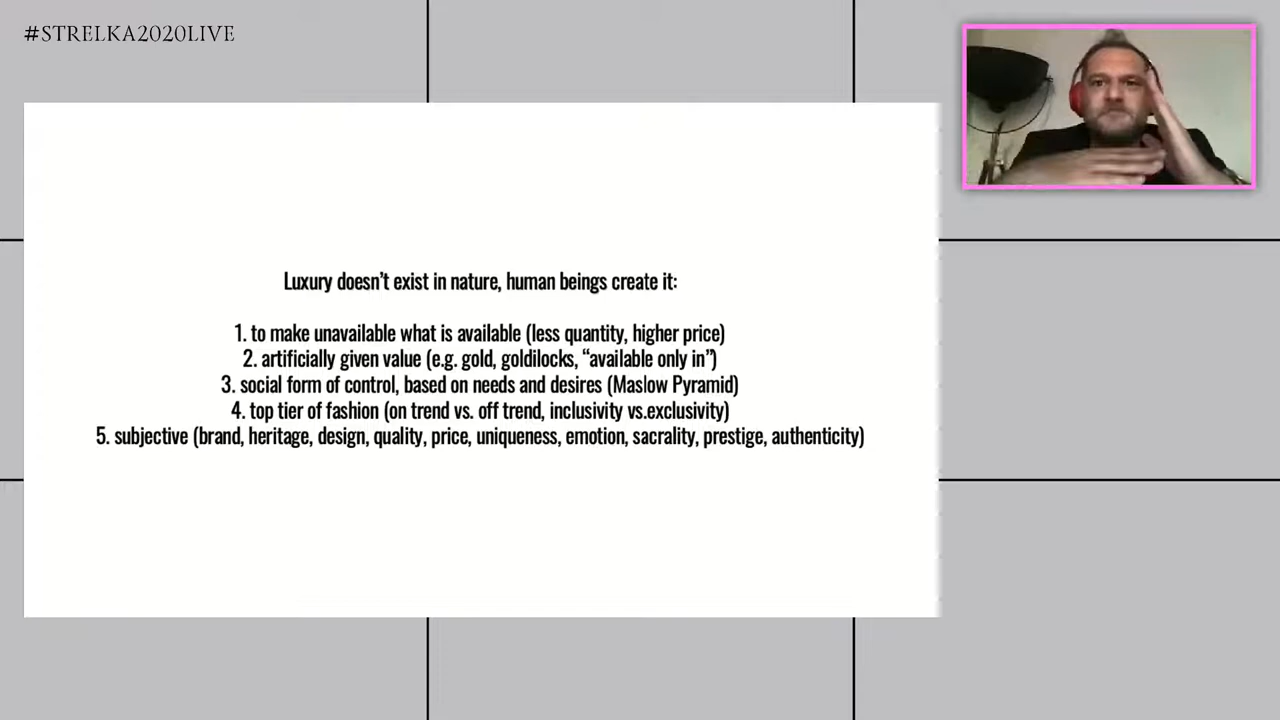 #STRELKA2020LIVE
Luxury doesn’t exist in nature, human beings create it:
1. to make unavailable what is available (less quantity, higher price)
2. artificially given value (e.g. gold, goldilocks, “available only in”)
3. social form of control, based on needs and desires (Maslow Pyramid)
4. top tier of fashion (on trend vs. off trend, inclusivity vs.exclusivity)
5. subjective (brand, heritage, design, quality, price, uniqueness, emotion, sacrality, prestige, authenticity)